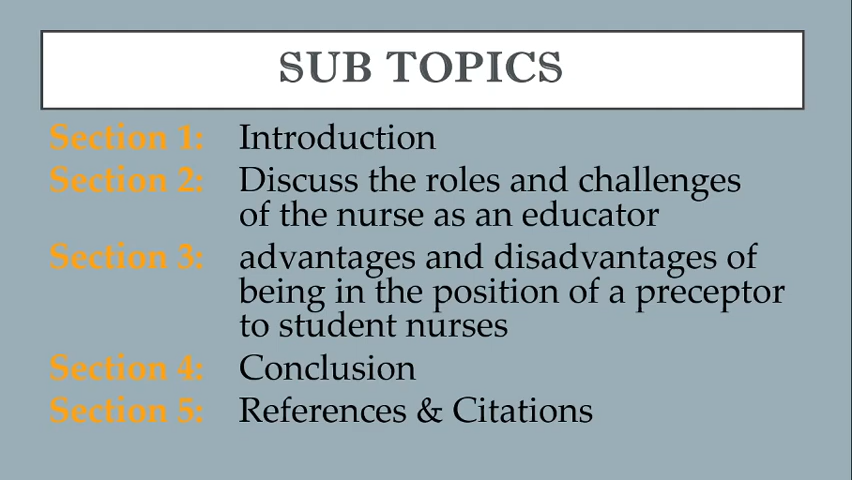 SUB TOPICS
Section 1: Introduction
Section 2: Discuss the roles and challenges
of the nurse as an educator
Section 3: advantages and disadvantages of
being in the position of a preceptor
to student nurses
Section 4: Conclusion
Section 5: References & Citations